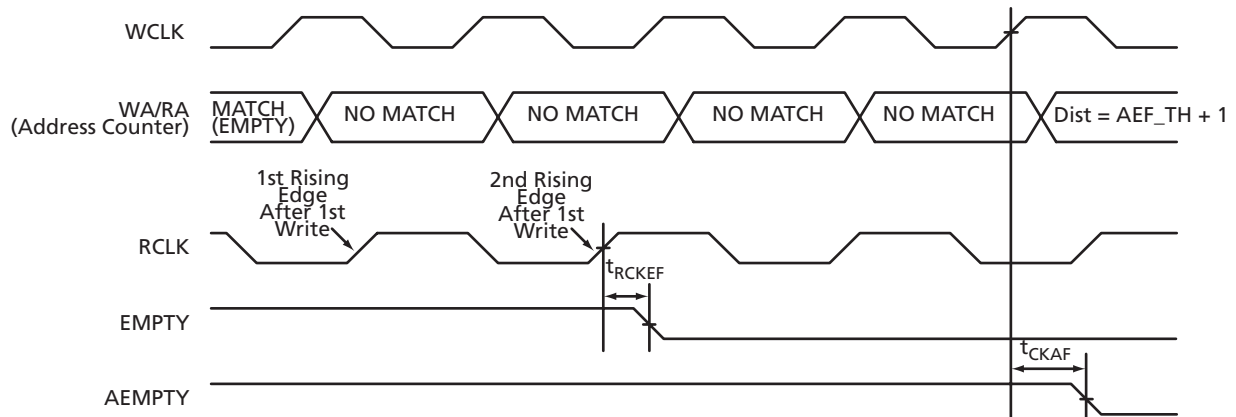 WCLK
WA/RA
(Address Counter)
MATCH
(EMPTY)
NO MATCH
NO MATCH
NO MATCH
NO MATCH
Dist = AEF_TH + 1
1st Rising
Edge
After 1st
Write
2nd Rising
Edge
After 1st
Write
RCLK
tRCKEF
EMPTY
tCKAF
AEMPTY